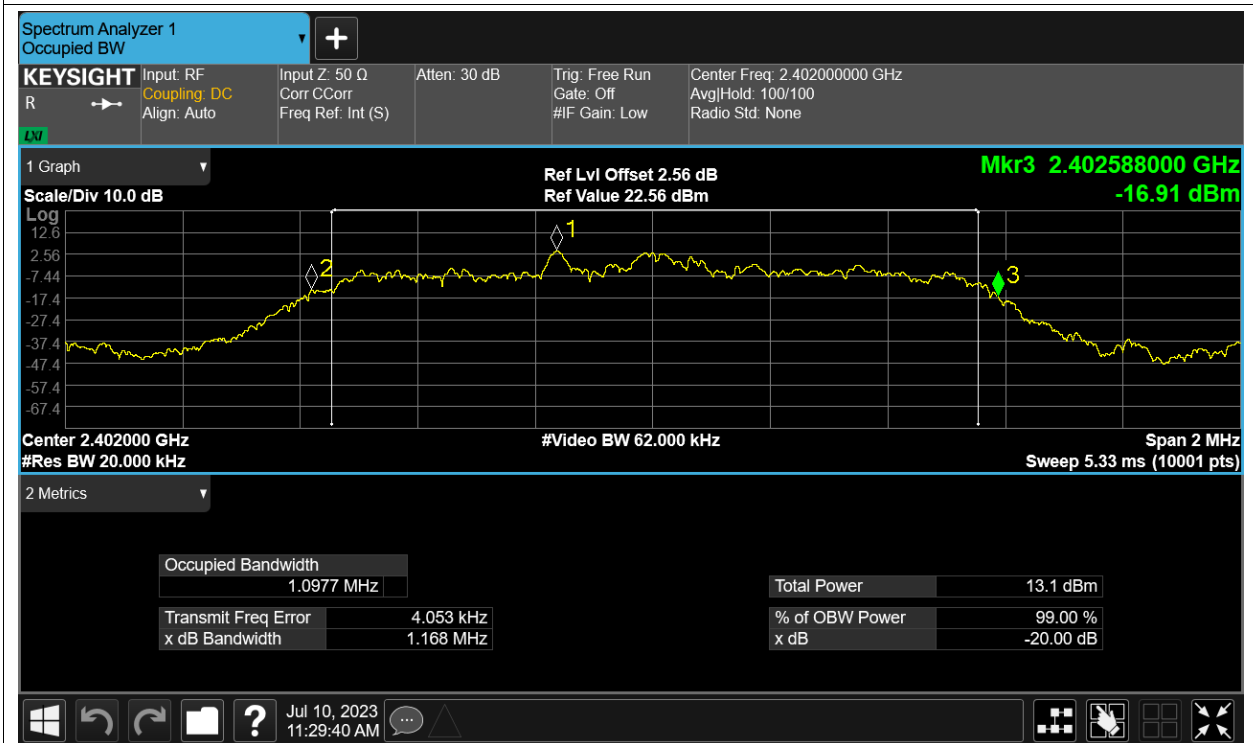 Spectrum Analyzer 1
Occupied BW
KEYSIGHT
R
LXI
Input: RF
Coupling: DC
Align: Auto
Input Z: 50 Ω
Corr CCorr
Freq Ref: Int (S)
Atten: 30 dB
Trig: Free Run
Gate: Off
#IF Gain: Low
Center Freq: 2.402000000 GHz
Avg|Hold: 100/100
Radio Std: None
1 Graph
Scale/Div 10.0 dB
Ref Lvl Offset 2.56 dB
Ref Value 22.56 dBm
Mkr3 2.402588000 GHz
-16.91 dBm
Log
12.6
2.56
-7.44
-17.4
-27.4
-37.4
-47.4
-57.4
-67.4
1
2
3
Center 2.402000 GHz
#Res BW 20.000 kHz
#Video BW 62.000 kHz
Span 2 MHz
Sweep 5.33 ms (10001 pts)
2 Metrics
Occupied Bandwidth
1.0977 MHz
Transmit Freq Error 4.053 kHz
x dB Bandwidth 1.168 MHz
Total Power 13.1 dBm
% of OBW Power 99.00 %
x dB -20.00 dB
?
Jul 10, 2023
11:29:40 AM